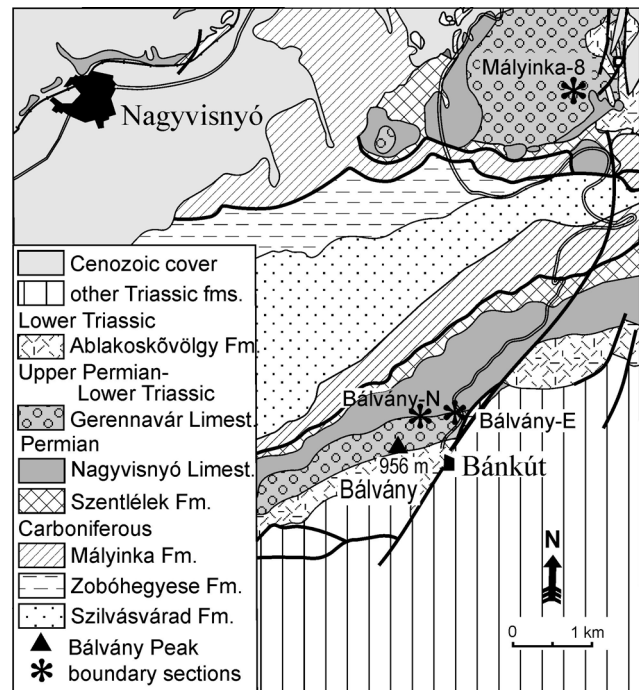 Mályinka-8
Nagyvisnyó
Bálvány-N
Bálvány-E
956 m
Bánkút
Bálvány
N
0 1 km
Cenozoic cover
other Triassic fms.
Lower Triassic
Ablakoskõvölgy Fm.
Upper Permian-
Lower Triassic
Gerennavár Limest.
Permian
Nagyvisnyó Limest.
Szentlélek Fm.
Carboniferous
Mályinka Fm.
Zobóhegyese Fm.
Szilvásvárad Fm.
Bálvány Peak
boundary sections